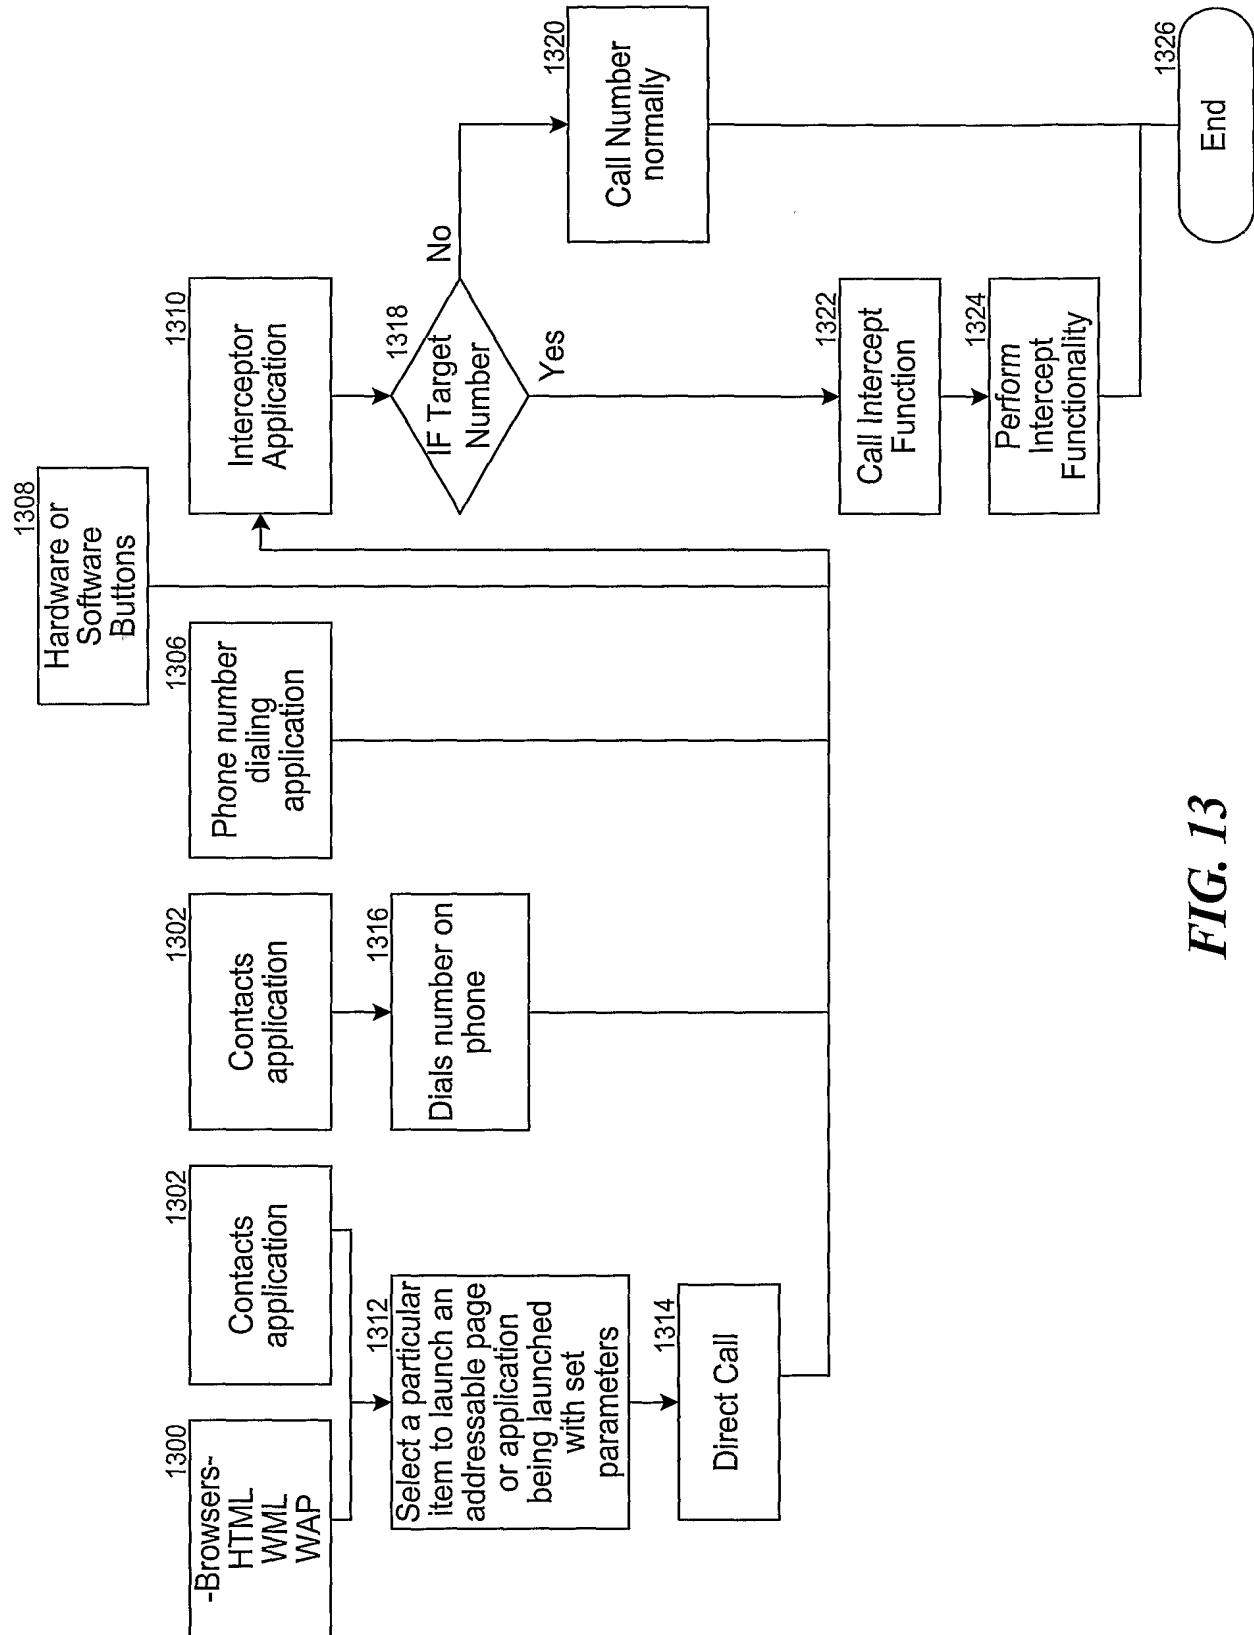 1308
Hardware or
Software
Buttons
1300
-Browsers-
HTML
WML
WAP
1302
Contacts
application
1302
Contacts
application
1306
Phone number
dialing
application
1310
Interceptor
Application
1312
Select a particular
item to launch an
addressable page
or application
being launched
with set
parameters
1316
Dials number on
phone
1318
IF Target
Number
No
Yes
1320
Call Number
normally
1314
Direct Call
1322
Call Intercept
Function
1324
Perform
Intercept
Functionality
1326
End
FIG. 13